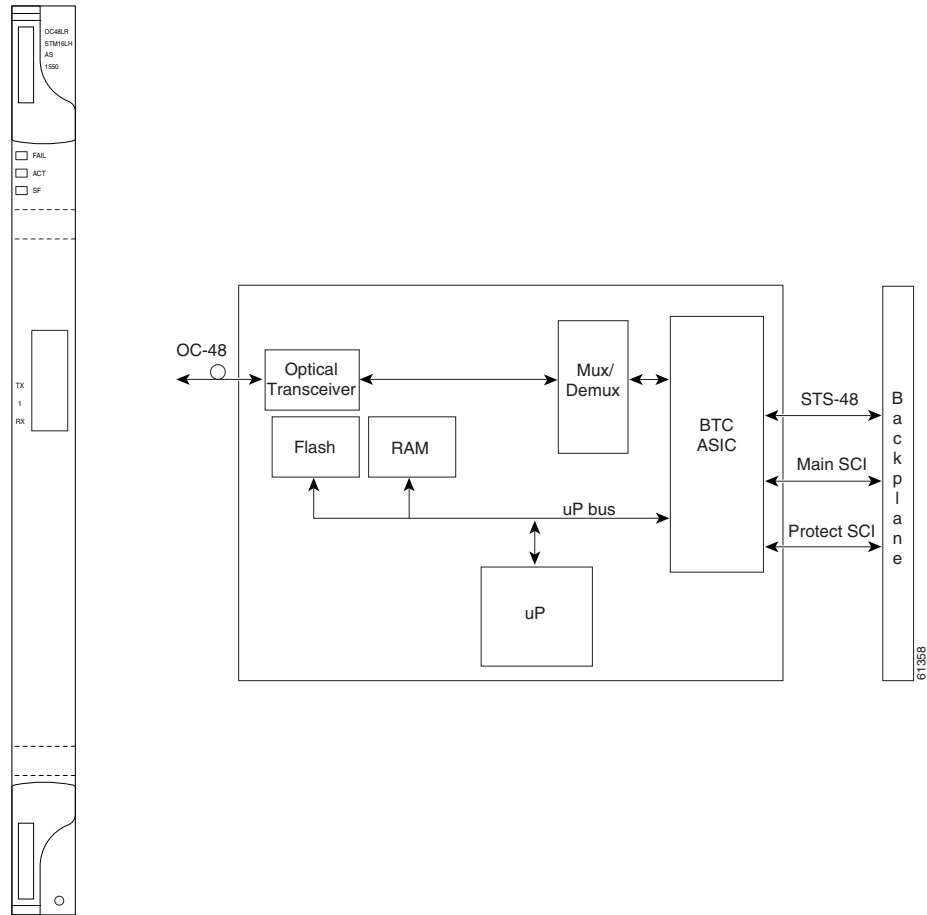 OC48LR
STM16LH
AS
1550
FAIL
ACT
SF
TX
1
RX
OC-48
Optical
Transceiver
Mux/
Demux
BTC
ASIC
Flash
RAM
uP bus
uP
STS-48
Main SCI
Protect SCI
Backplane
61358